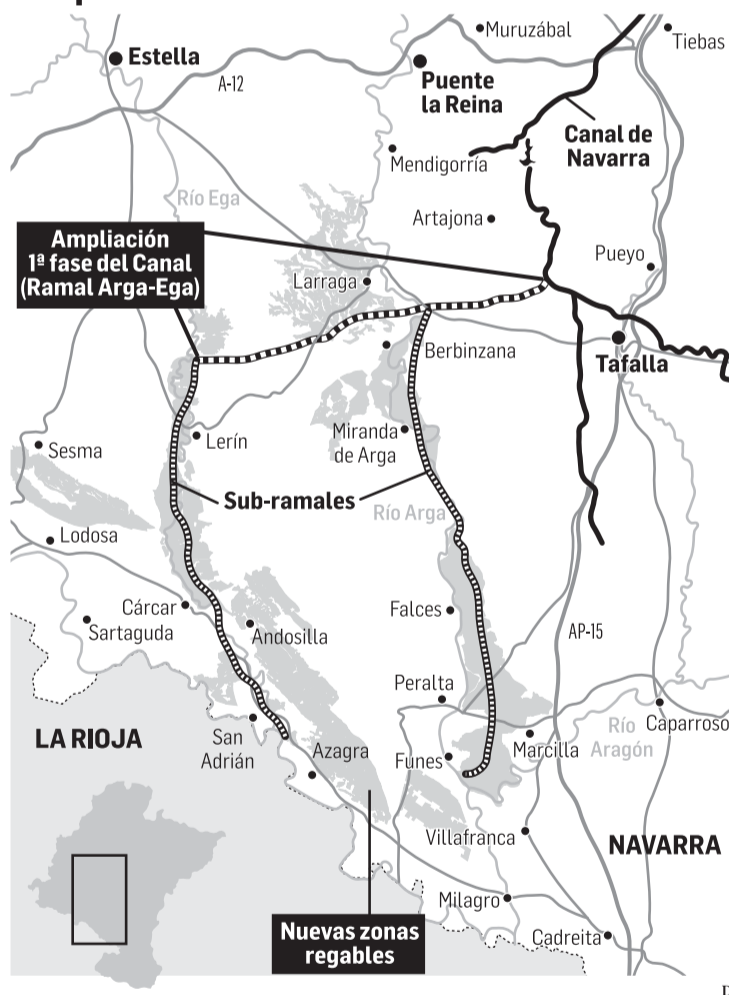 Muruzábal
Tiebas
Estella
A-12
Puente
la Reina
Canal de
Navarra
Mendigorría
Río Ega
Artajona
Ampliación
1ª fase del Canal
(Ramal Arga-Ega)
Pueyo
Larraga
Berbinzana
Tafalla
Lerín
Miranda
de Arga
Sesma
Sub-ramales
Río Arga
Lodosa
Cárcar
Sartaguda
Andosilla
Falces
AP-15
Peralta
LA RIOJA
San
Adrián
Azagra
Funes
Marcilla
Río
Aragón
Caparroso
Villafranca
NAVARRA
Milagro
Nuevas zonas
regables
Cadreita